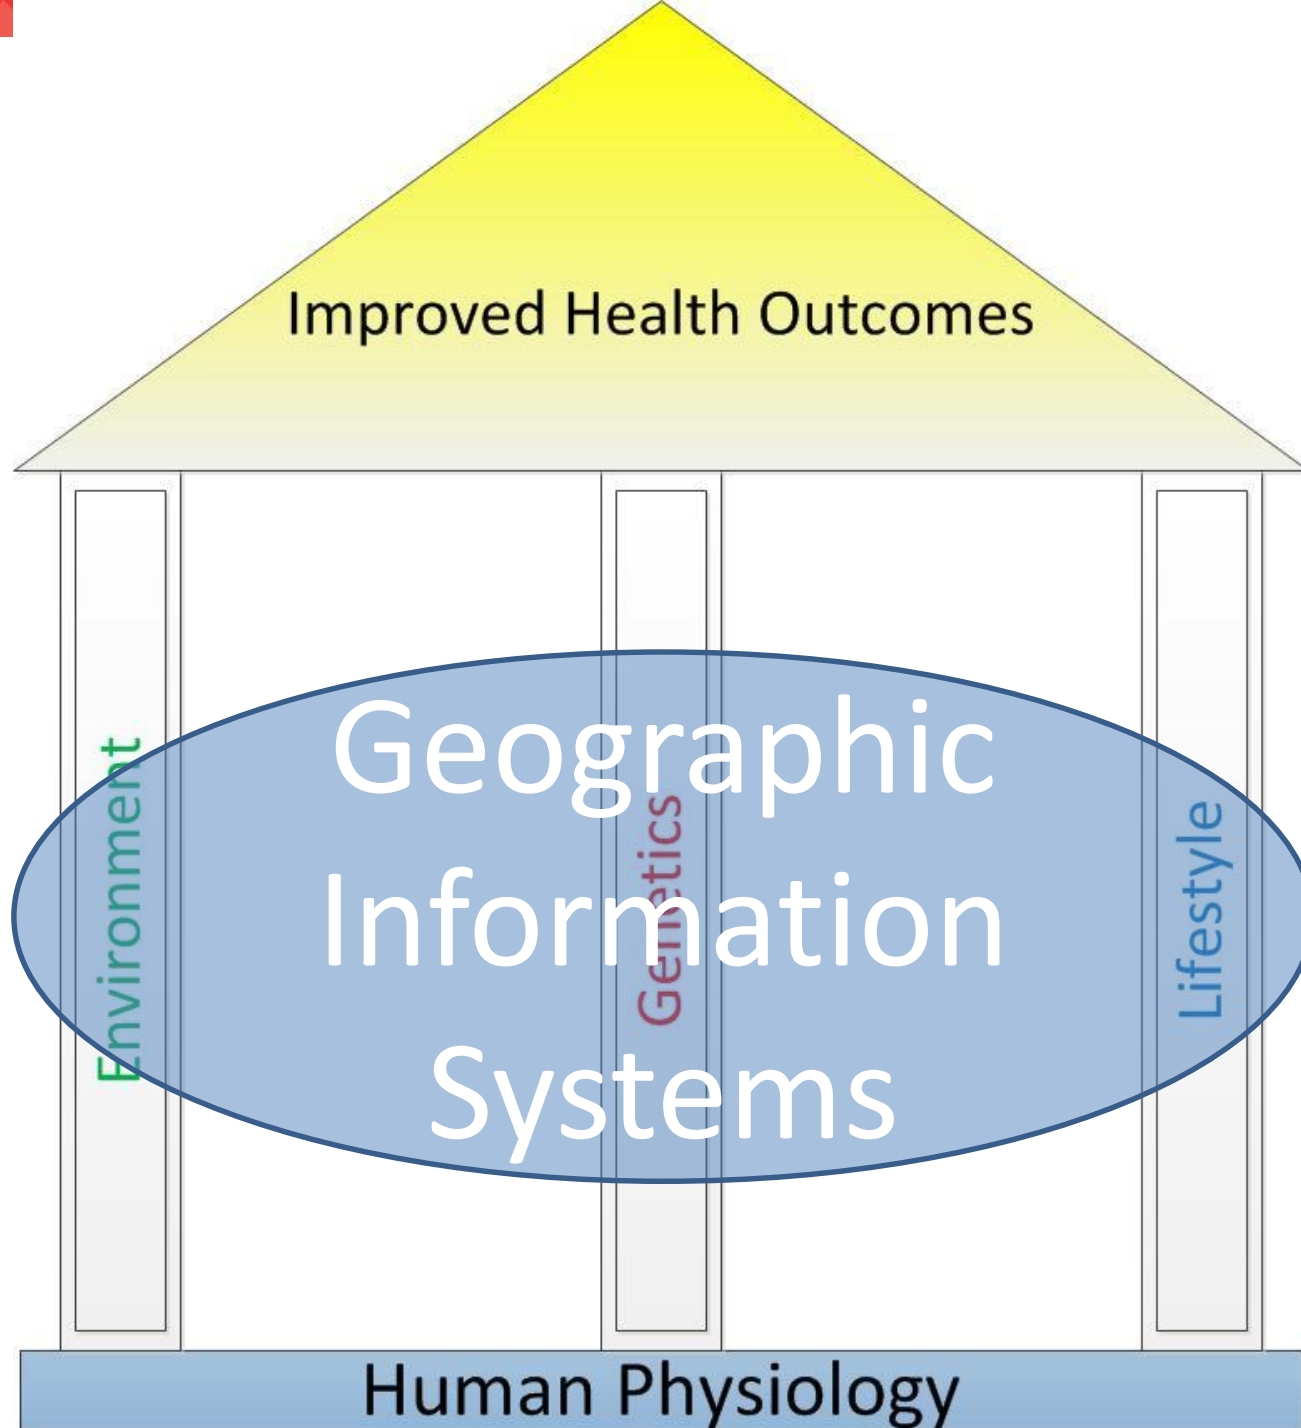 Improved Health Outcomes
Environment
Geographic
Information
Systems
Genetics
Lifestyle
Human Physiology